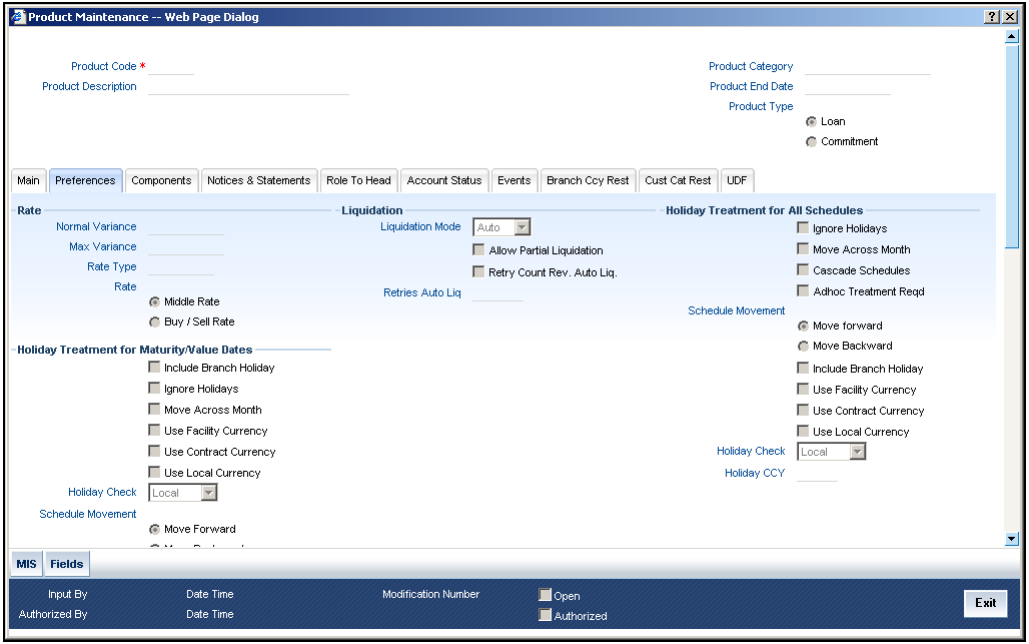 Product Maintenance -- Web Page Dialog
Product Code *
Product Description
Product Category
Product End Date
Product Type
Loan
Commitment
Main Preferences Components Notices & Statements Role To Head Account Status Events Branch Ccy Rest Cust Cat Rest UDF
Rate
Normal Variance
Max Variance
Rate Type
Rate
Middle Rate
Buy / Sell Rate
Liquidation
Liquidation Mode Auto
Allow Partial Liquidation
Retry Count Rev. Auto Liq.
Retries Auto Liq
Holiday Treatment for All Schedules
Ignore Holidays
Move Across Month
Cascade Schedules
Adhoc Treatment Reqd
Schedule Movement
Move forward
Move Backward
Include Branch Holiday
Use Facility Currency
Use Contract Currency
Use Local Currency
Holiday Check Local
Holiday CCY
Holiday Treatment for Maturity/Value Dates
Include Branch Holiday
Ignore Holidays
Move Across Month
Use Facility Currency
Use Contract Currency
Use Local Currency
Holiday Check Local
Schedule Movement
Move Forward
MIS Fields
Input By Date Time Modification Number Open
Authorized By Date Time Authorized
Exit